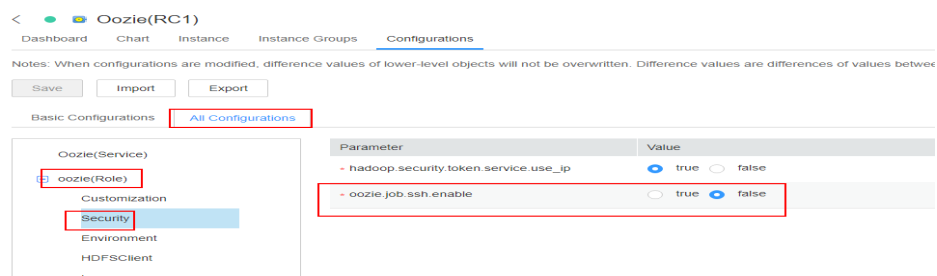 Oozie(RC1)
Dashboard Chart Instance Instance Groups Configurations
Notes: When configurations are modified, difference values of lower-level objects will not be overwritten. Difference values are differences of values betwee
Save Import Export
Basic Configurations All Configurations
Oozie(Service)
oozie(Role)
Customization
Security
Environment
HDFSClient
Parameter Value
- hadoop.security.token.service.use_ip true false
- oozie.job.ssh.enable true false